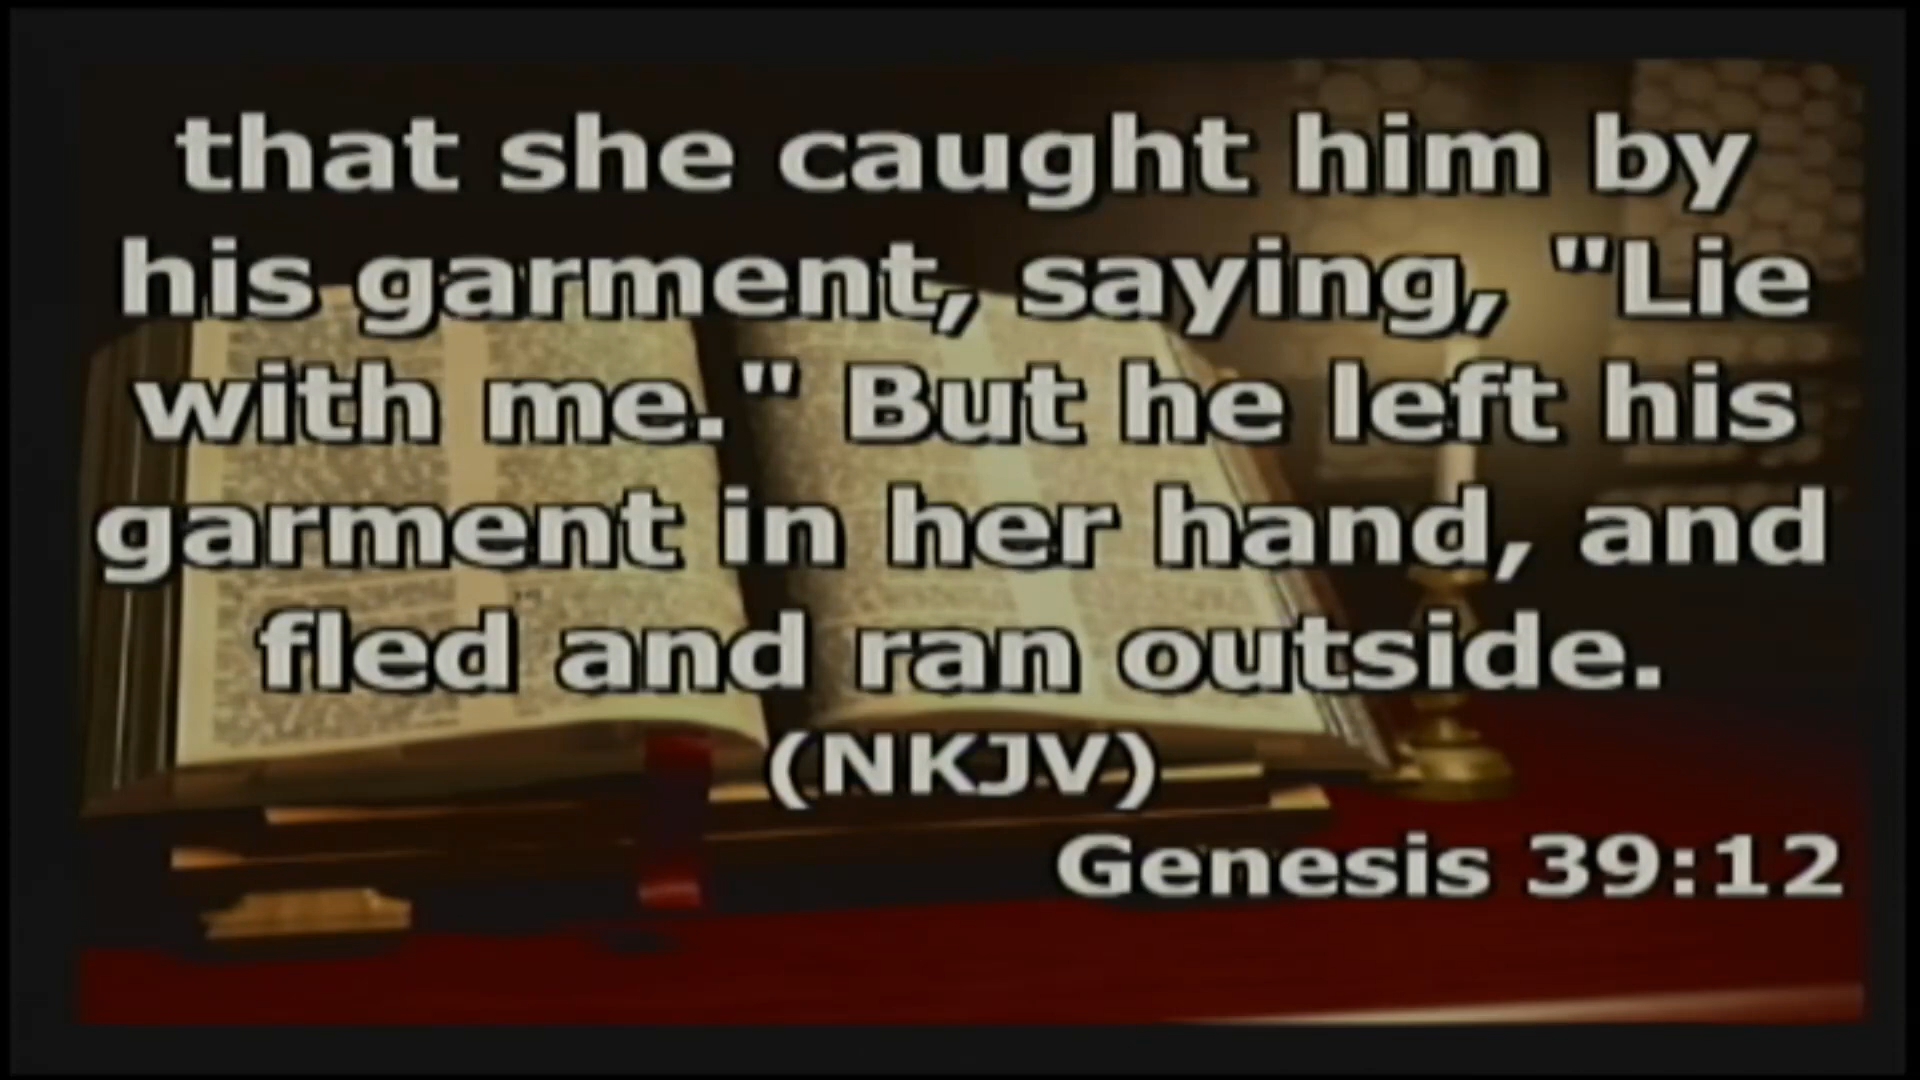 that she caught him by
his garment, saying, "Lie
with me." But he left his
garment in her hand, and
fled and ran outside.
(NKJV)
Genesis 39:12